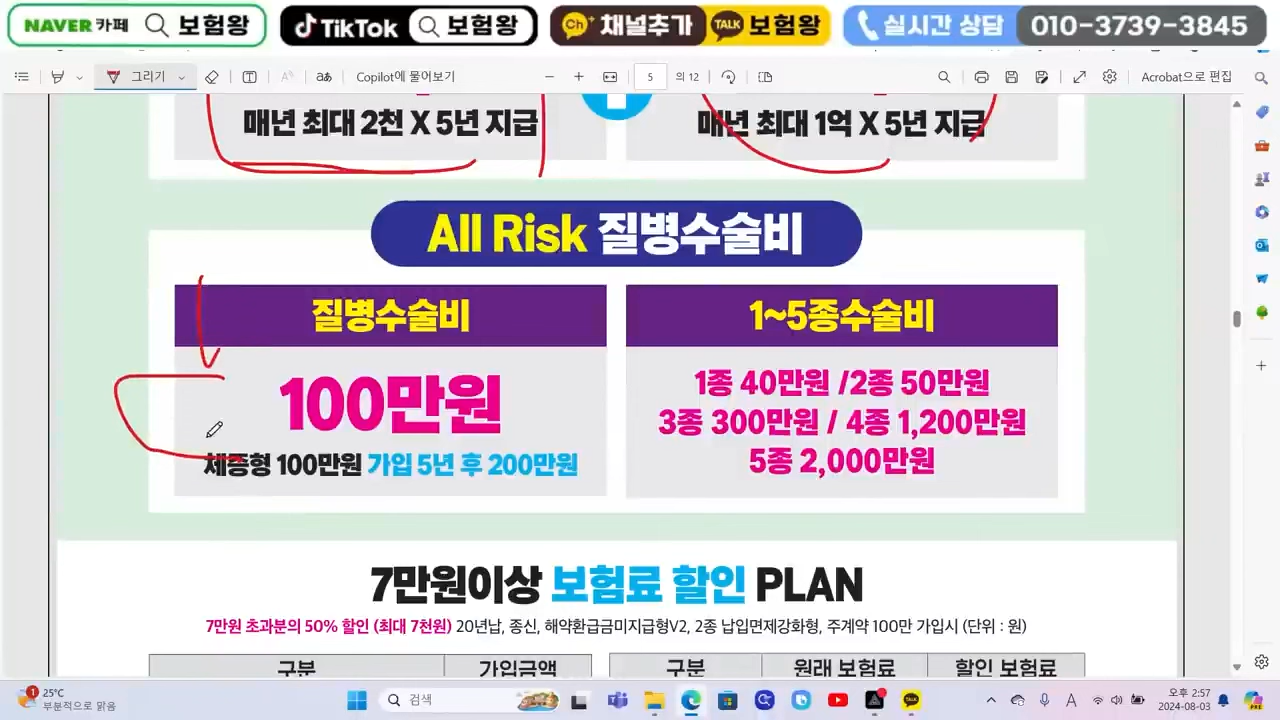 NAVER 카페 보험왕 TikTok 보험왕 Ch+ 채널추가 TALK 보험왕 실시간 상담 010-3739-3845
그리기 가あ Copilot에 물어보기 5 의 12 Acrobat으로 편집
매년 최대 2천 X 5년 지급
매년 최대 1억 X 5년 지급
All Risk 질병수술비
질병수술비
100만원
체증형 100만원 가입 5년 후 200만원
1~5종수술비
1종 40만원 /2종 50만원
3종 300만원 / 4종 1,200만원
5종 2,000만원
7만원이상 보험료 할인 PLAN
7만원 초과분의 50% 할인 (최대 7천원) 20년납, 종신, 해약환급금미지급형V2, 2종 납입면제강화형, 주계약 100만 가입시 (단위 : 원)
구분 가입금액 구분 원래 보험료 할인 보험료
1 25°C
부분적으로 맑음
검색
TALK
A
오후 2:57
2024-08-03